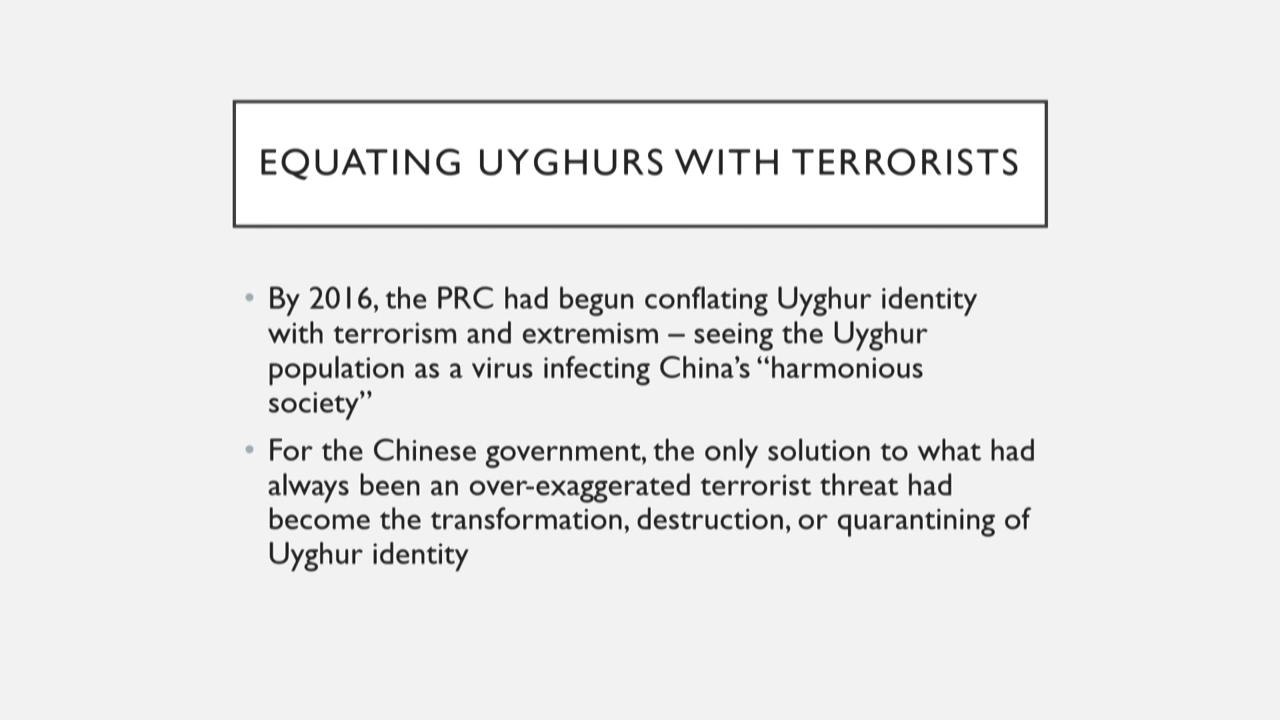 EQUATING UYGHURS WITH TERRORISTS
• By 2016, the PRC had begun conflating Uyghur identity
with terrorism and extremism – seeing the Uyghur
population as a virus infecting China’s “harmonious
society”
• For the Chinese government, the only solution to what had
always been an over-exaggerated terrorist threat had
become the transformation, destruction, or quarantining of
Uyghur identity